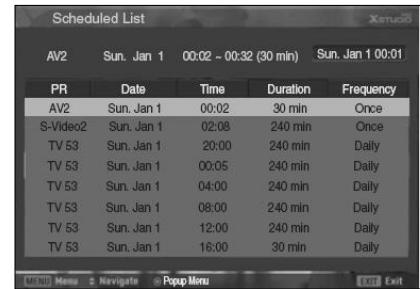 Scheduled List XSTUDIO
AV2 Sun. Jan 1 00:02 ~ 00:32 (30 min) Sun. Jan 1 00:01
PR Date Time Duration Frequency
AV2 Sun. Jan 1 00:02 30 min Once
S-Video2 Sun. Jan 1 02:08 240 min Once
TV 53 Sun. Jan 1 20:00 240 min Daily
TV 53 Sun. Jan 1 00:05 240 min Daily
TV 53 Sun. Jan 1 04:00 240 min Daily
TV 53 Sun. Jan 1 08:00 240 min Daily
TV 53 Sun. Jan 1 12:00 240 min Daily
TV 53 Sun. Jan 1 16:00 30 min Daily
MENU Menu Navigate Popup Menu EXIT Exit